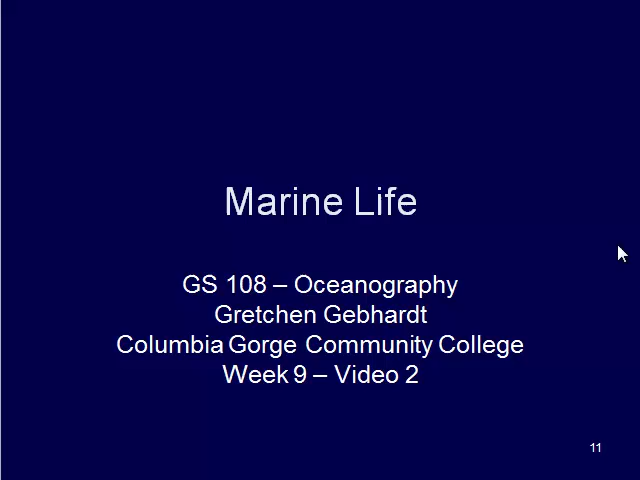 Marine Life
GS 108 – Oceanography
Gretchen Gebhardt
Columbia Gorge Community College
Week 9 – Video 2
11